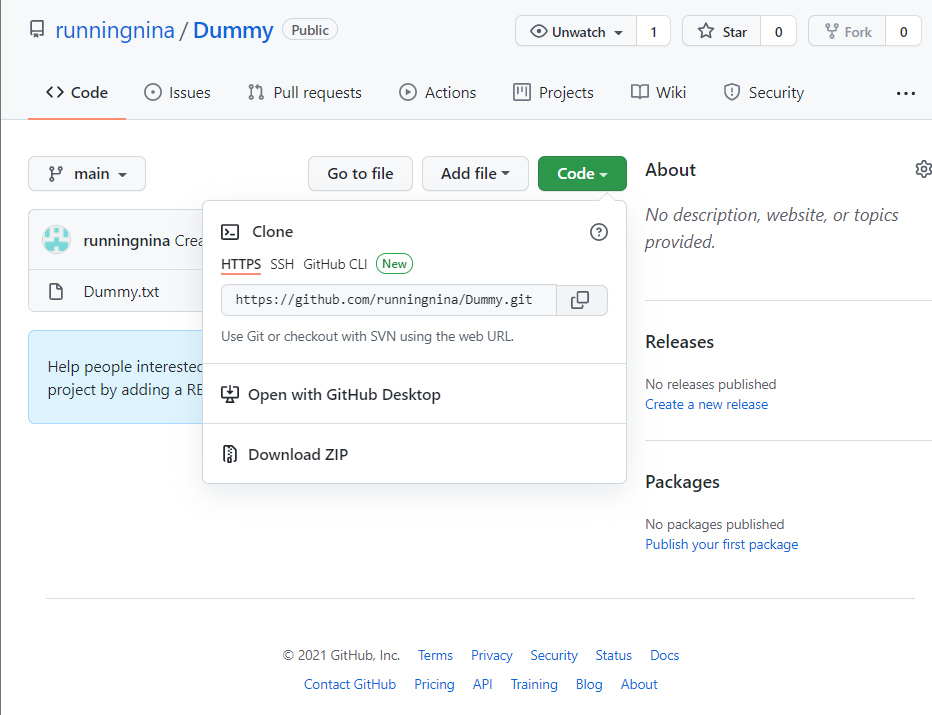 runningnina / Dummy Public
Unwatch 1 Star 0 Fork 0
Code Issues Pull requests Actions Projects Wiki Security
main Go to file Add file Code
About
No description, website, or topics
provided.
runningnina Crea
Dummy.txt
Help people interested
project by adding a RE
Clone
HTTPS SSH GitHub CLI New
https://github.com/runningnina/Dummy.git
Use Git or checkout with SVN using the web URL.
Open with GitHub Desktop
Download ZIP
Releases
No releases published
Create a new release
Packages
No packages published
Publish your first package
© 2021 GitHub, Inc. Terms Privacy Security Status Docs
Contact GitHub Pricing API Training Blog About